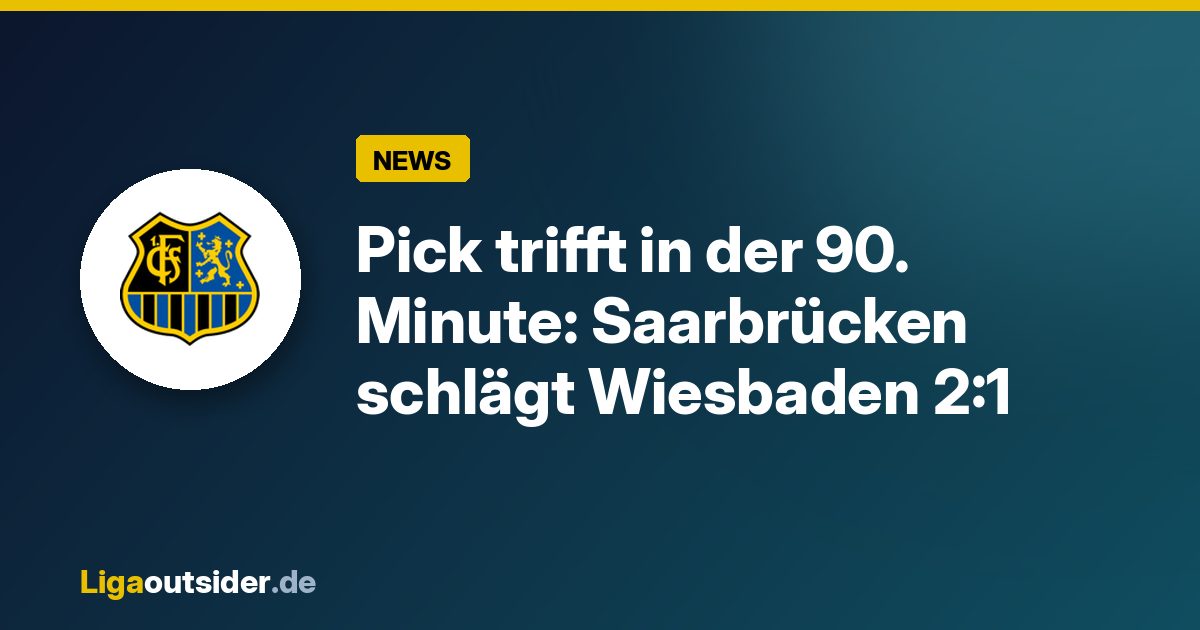 NEWS
Pick trifft in der 90.
Minute: Saarbrücken
schlägt Wiesbaden 2:1
Ligaoutsider.de